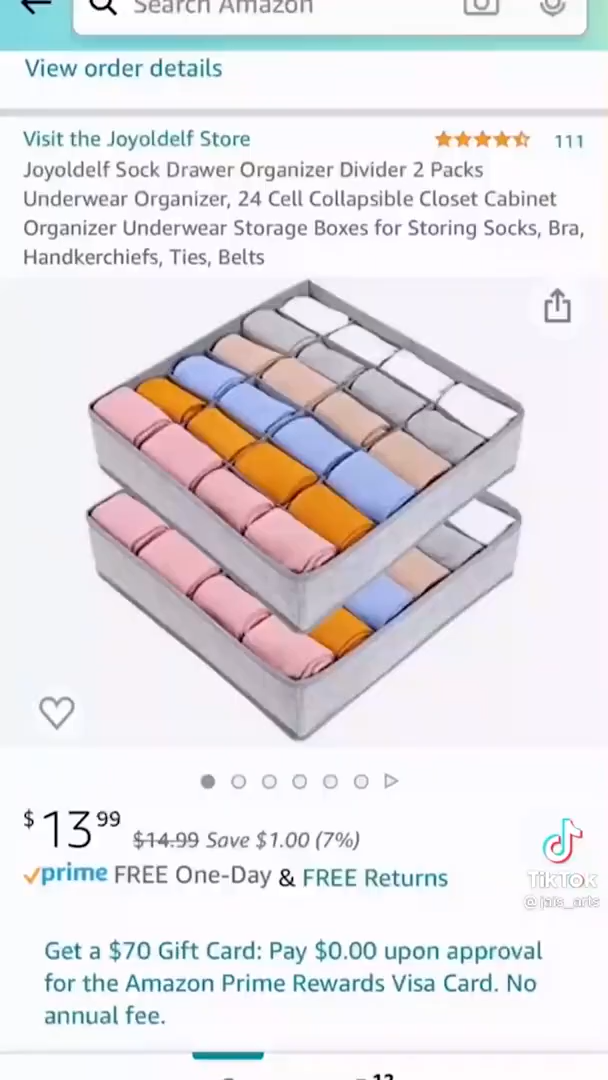 Search Amazon
View order details
Visit the Joyoldelf Store 111
Joyoldelf Sock Drawer Organizer Divider 2 Packs
Underwear Organizer, 24 Cell Collapsible Closet Cabinet
Organizer Underwear Storage Boxes for Storing Socks, Bra,
Handkerchiefs, Ties, Belts
$13.99 $14.99 Save $1.00 (7%)
prime FREE One-Day & FREE Returns
TikTok
@jais_arts
Get a $70 Gift Card: Pay $0.00 upon approval
for the Amazon Prime Rewards Visa Card. No
annual fee.